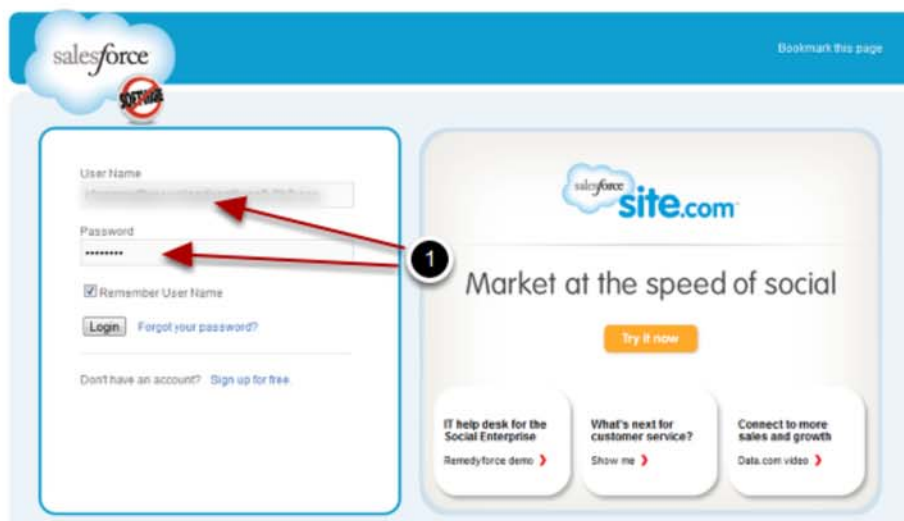 salesforce
SOFTWARE
Bookmark this page
User Name
Password
••••••••
Remember User Name
Login Forgot your password?
Don't have an account? Sign up for free.
1
salesforce
site.com
Market at the speed of social
Try it now
IT help desk for the
Social Enterprise
Remedyforce demo
What's next for
customer service?
Show me
Connect to more
sales and growth
Data.com video